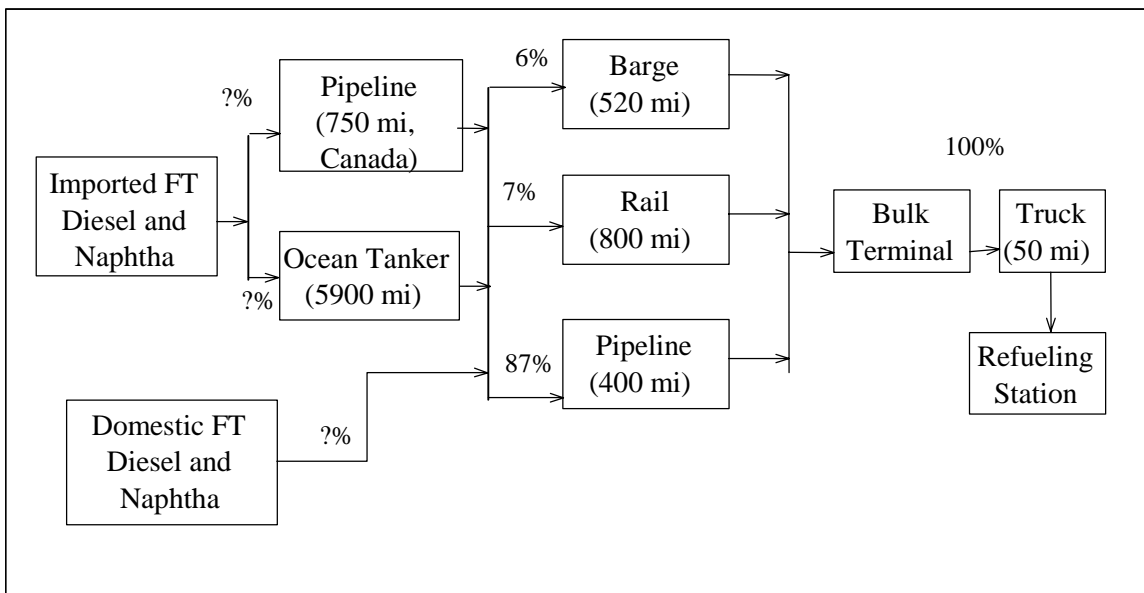 ?%
Pipeline
(750 mi,
Canada)
Imported FT
Diesel and
Naphtha
?%
Ocean Tanker
(5900 mi)
Domestic FT
Diesel and
Naphtha
?%
6%
Barge
(520 mi)
7%
Rail
(800 mi)
87%
Pipeline
(400 mi)
Bulk
Terminal
100%
Truck
(50 mi)
Refueling
Station